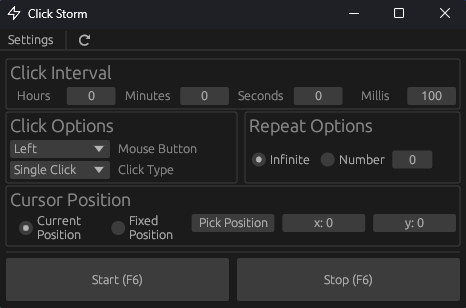 Click Storm
Settings
Click Interval
Hours 0 Minutes 0 Seconds 0 Millis 100
Click Options
Left Mouse Button
Single Click Click Type
Repeat Options
Infinite Number 0
Cursor Position
Current Position
Fixed Position
Pick Position x: 0 y: 0
Start (F6) Stop (F6)